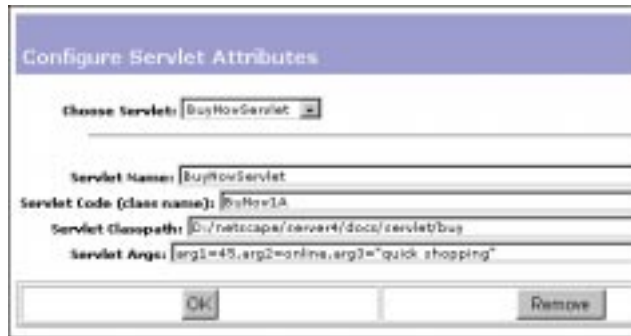 Configure Servlet Attributes
Choose Servlet: BuyNowServlet
Servlet Name: BuyNowServlet
Servlet Code (class name): BuNow1A
Servlet Classpath: D:/netscape/server4/docs/servlet/buy
Servlet Args: arg1=45,arg2=online,arg3="quick shopping"
OK Remove